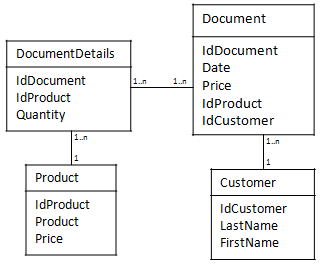 Document
IdDocument
Date
Price
IdProduct
IdCustomer
DocumentDetails
IdDocument
IdProduct
Quantity
1..n
1..n
1..n
1
1..n
1
Product
IdProduct
Product
Price
Customer
IdCustomer
LastName
FirstName